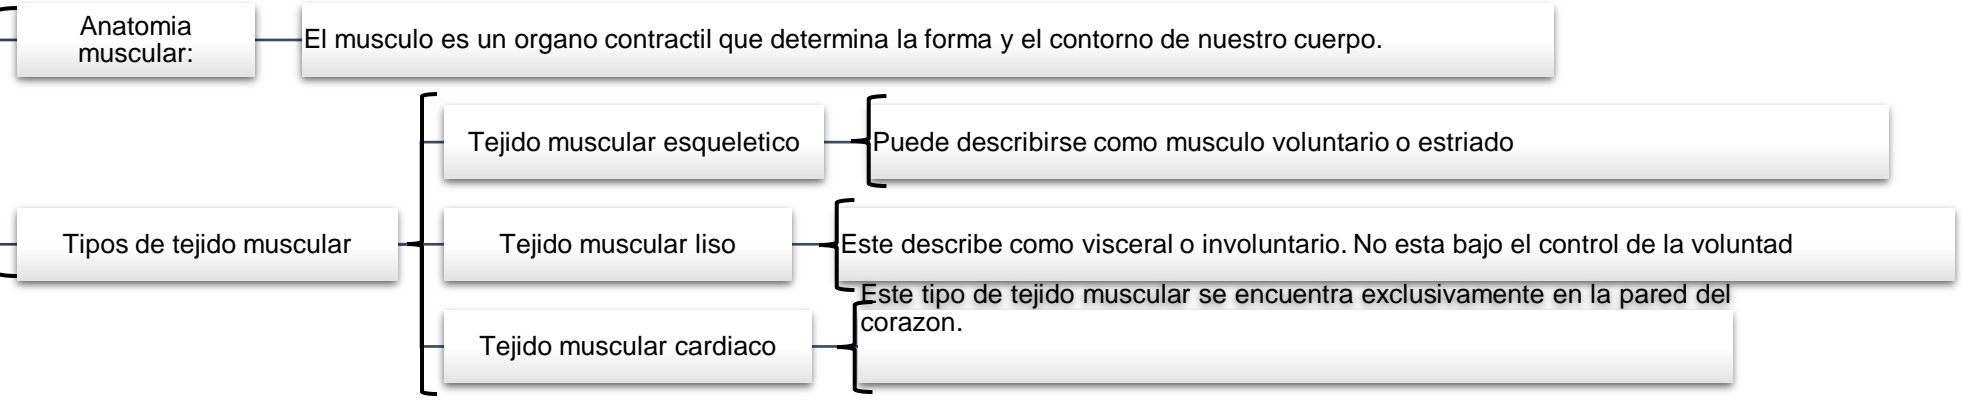 Anatomia
muscular:
El musculo es un organo contractil que determina la forma y el contorno de nuestro cuerpo.
Tipos de tejido muscular
Tejido muscular esqueletico
Puede describirse como musculo voluntario o estriado
Tejido muscular liso
Este describe como visceral o involuntario. No esta bajo el control de la voluntad
Tejido muscular cardiaco
Este tipo de tejido muscular se encuentra exclusivamente en la pared del
corazon.